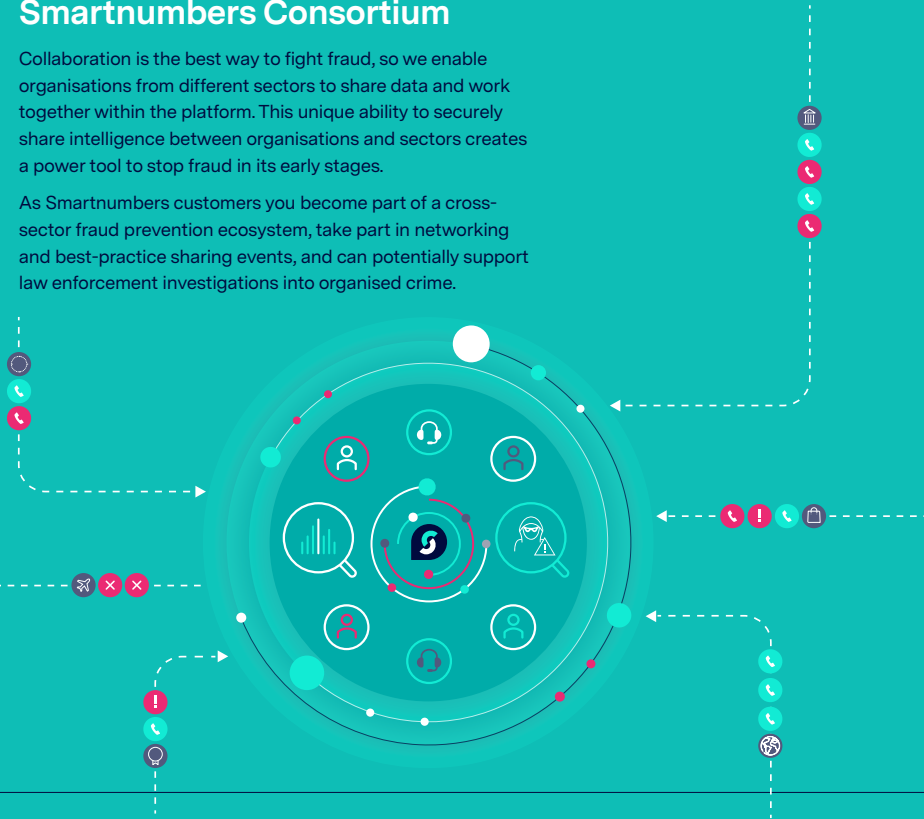 Smartnumbers Consortium
Collaboration is the best way to fight fraud, so we enable
organisations from different sectors to share data and work
together within the platform. This unique ability to securely
share intelligence between organisations and sectors creates
a power tool to stop fraud in its early stages.
As Smartnumbers customers you become part of a cross-
sector fraud prevention ecosystem, take part in networking
and best-practice sharing events, and can potentially support
law enforcement investigations into organised crime.